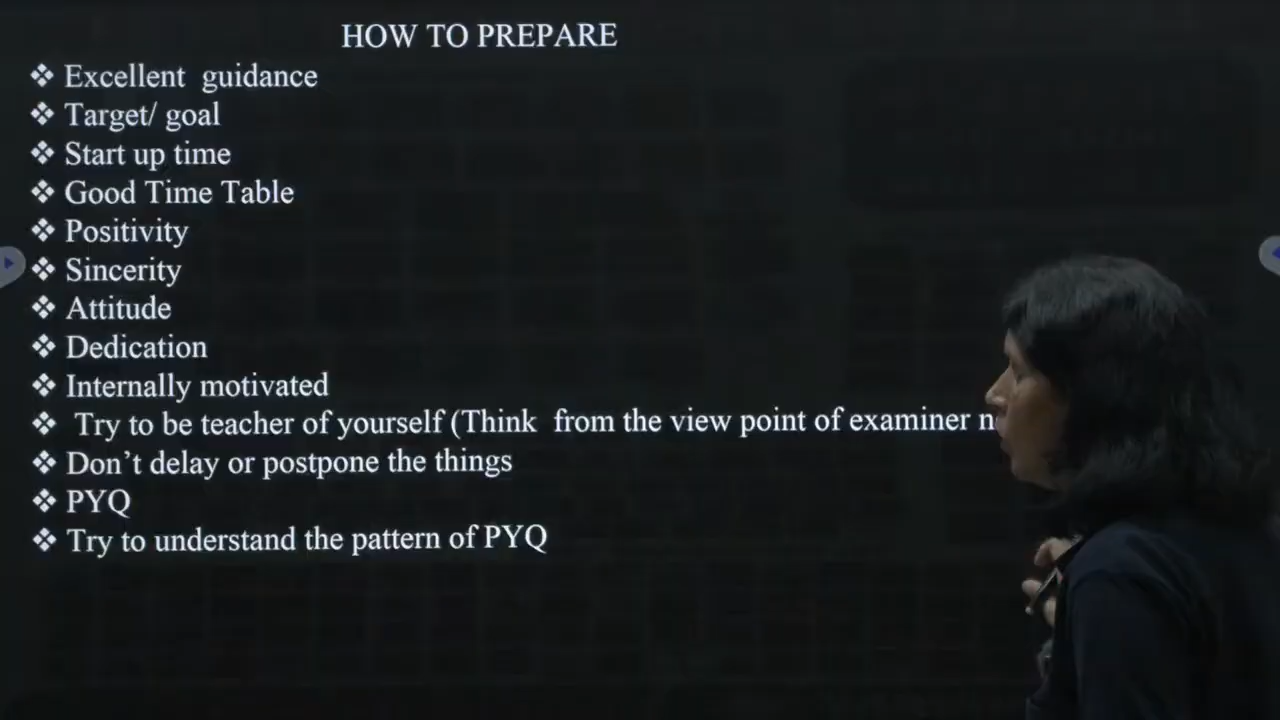 HOW TO PREPARE
❖ Excellent guidance
❖ Target/ goal
❖ Start up time
❖ Good Time Table
❖ Positivity
❖ Sincerity
❖ Attitude
❖ Dedication
❖ Internally motivated
❖ Try to be teacher of yourself (Think from the view point of examiner
❖ Don’t delay or postpone the things
❖ PYQ
❖ Try to understand the pattern of PYQ